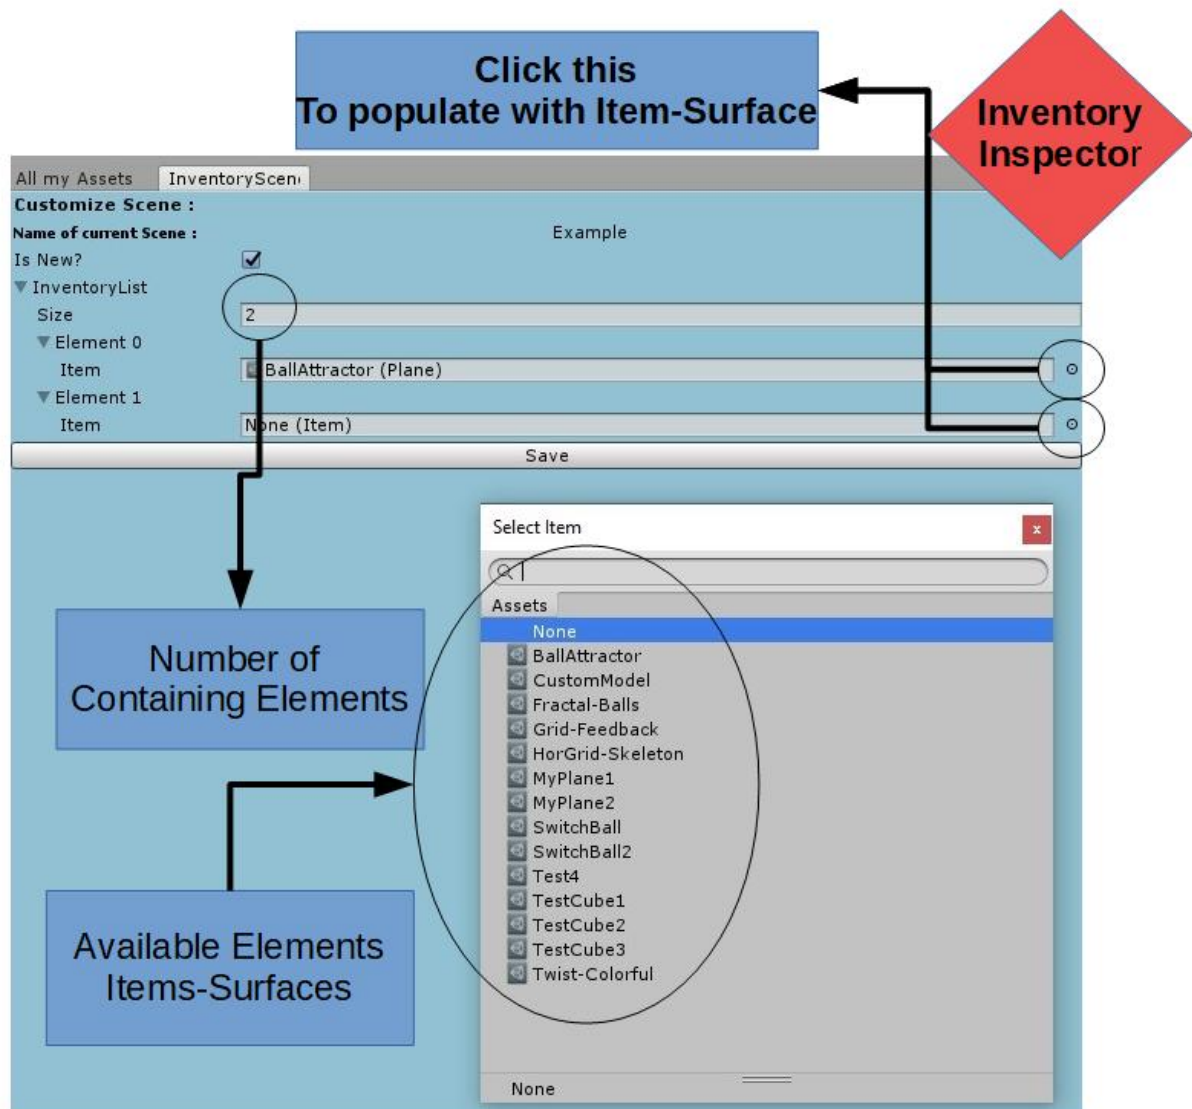 Click this
To populate with Item-Surface
Inventory
Inspector
All my Assets InventoryScen
Customize Scene :
Name of current Scene : Example
Is New?
InventoryList
Size 2
Element 0
Item BallAttractor (Plane)
Element 1
Item None (Item)
Save
Select Item
x
Assets
None
BallAttractor
CustomModel
Fractal-Balls
Grid-Feedback
HorGrid-Skeleton
MyPlane1
MyPlane2
SwitchBall
SwitchBall2
Test4
TestCube1
TestCube2
TestCube3
Twist-Colorful
None
Number of
Containing Elements
Available Elements
Items-Surfaces